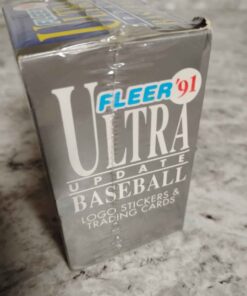 FLEER '91
ULTRA
UPDATE
BASEBALL
LOGO STICKERS &
TRADING CARDS